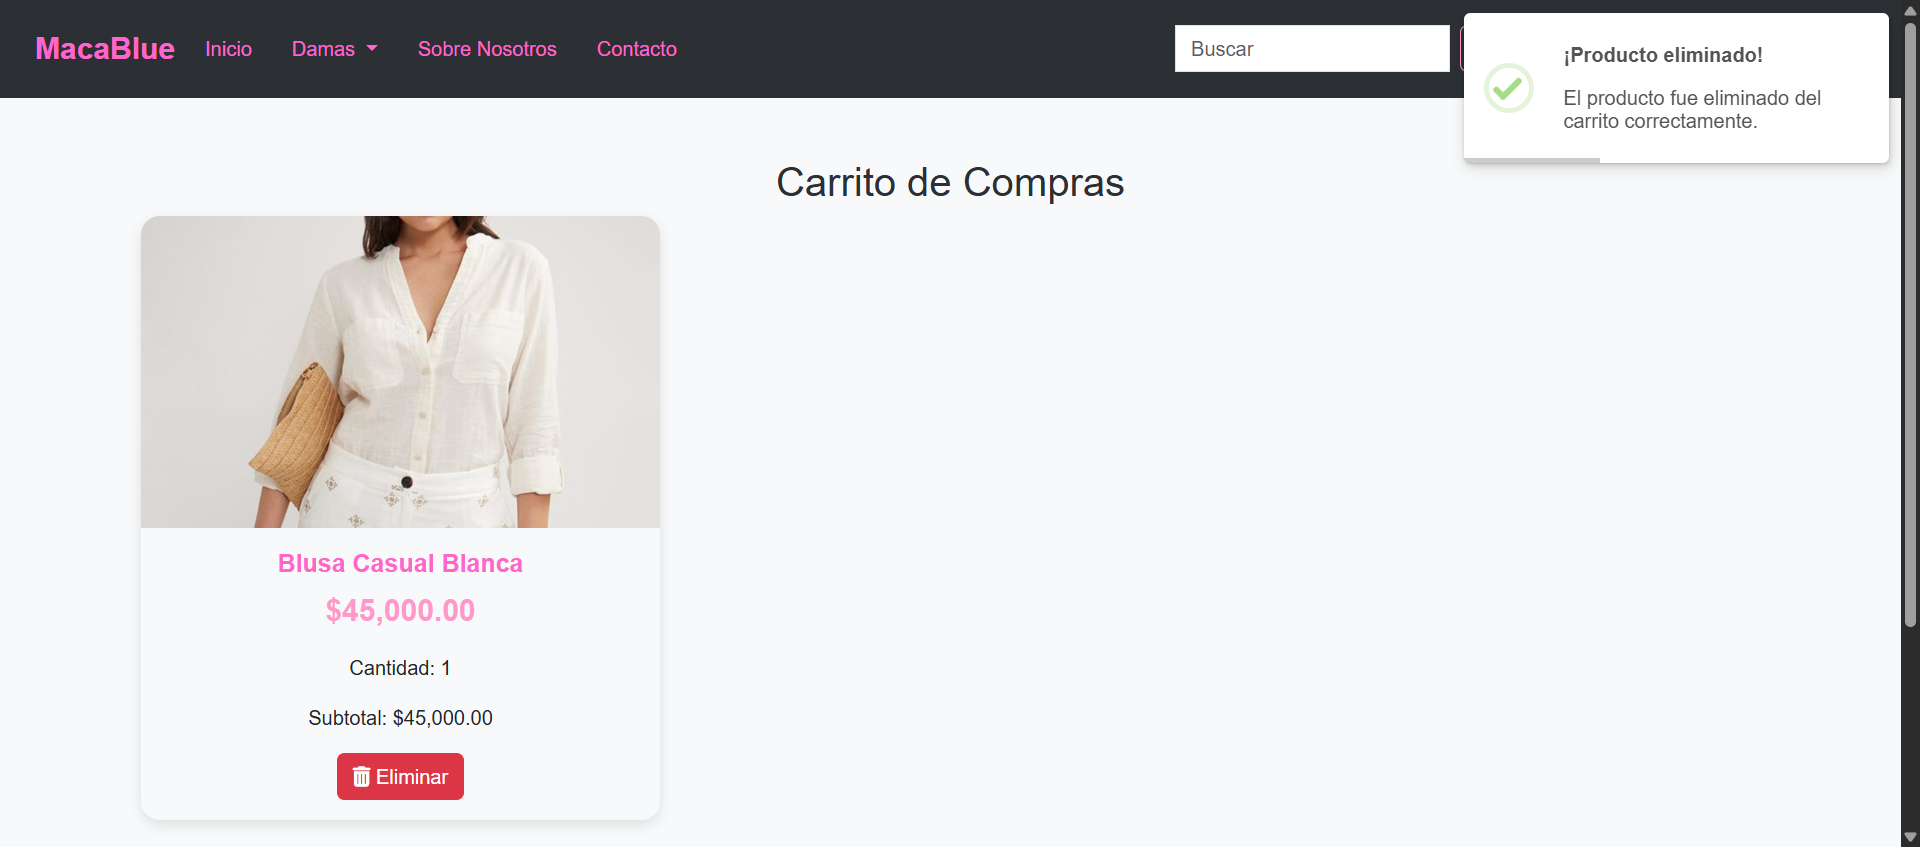 MacaBlue
Inicio
Damas
Sobre Nosotros
Contacto
Buscar
¡Producto eliminado!
El producto fue eliminado del
carrito correctamente.
Carrito de Compras
Blusa Casual Blanca
$45,000.00
Cantidad: 1
Subtotal: $45,000.00
Eliminar